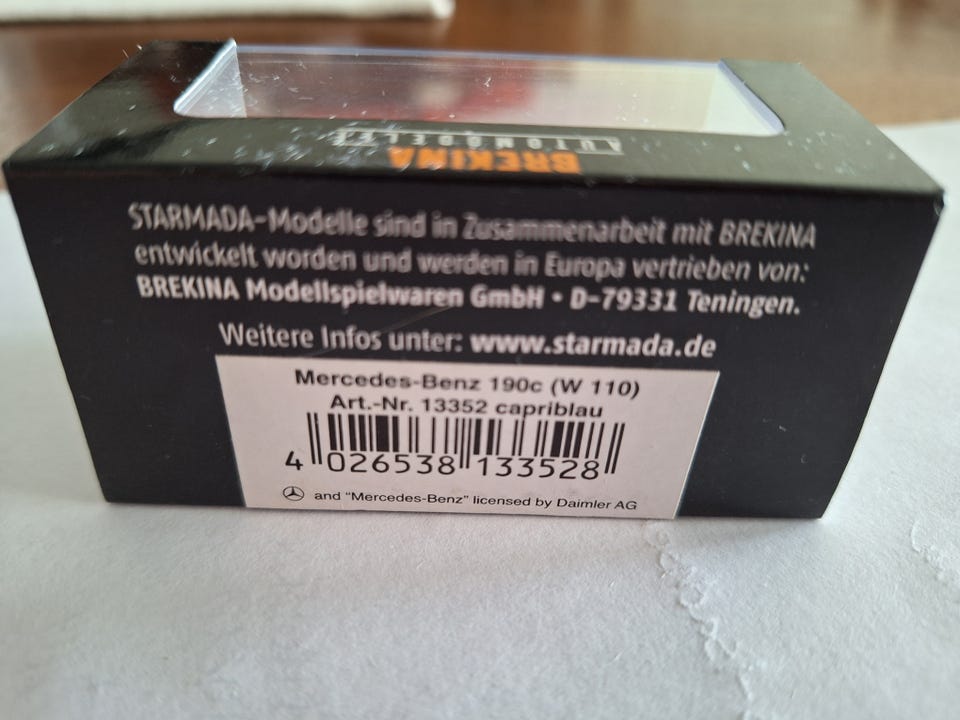 BREKINA
AUTOMODELLE
STARMADA-Modelle sind in Zusammenarbeit mit BREKINA
entwickelt worden und werden in Europa vertrieben von:
BREKINA Modellspielwaren GmbH • D-79331 Teningen.
Weitere Infos unter: www.starmada.de
Mercedes-Benz 190c (W 110)
Art.-Nr. 13352 capriblau
4 026538 133528
and "Mercedes-Benz" licensed by Daimler AG